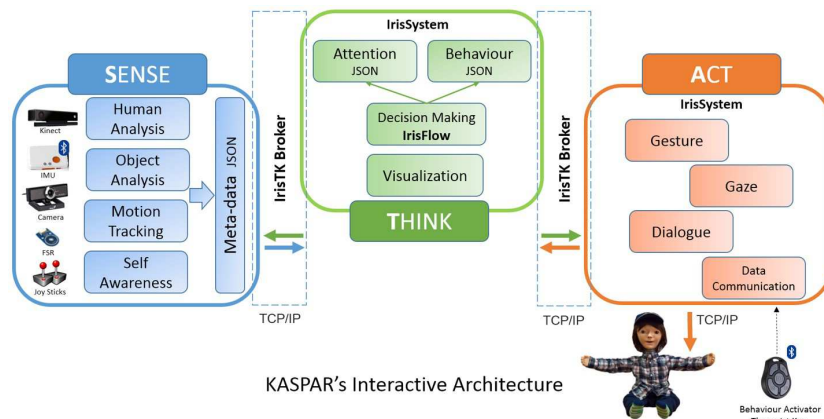 SENSE
Kinect
IMU
Camera
FSR
Joy Sticks
Human
Analysis
Object
Analysis
Motion
Tracking
Self
Awareness
Meta-data JSON
IrisTK Broker
TCP/IP
IrisSystem
Attention
JSON
Behaviour
JSON
Decision Making
IrisFlow
Visualization
THINK
IrisTK Broker
TCP/IP
ACT
IrisSystem
Gesture
Gaze
Dialogue
Data
Communication
TCP/IP
KASPAR's Interactive Architecture
Behaviour Activator